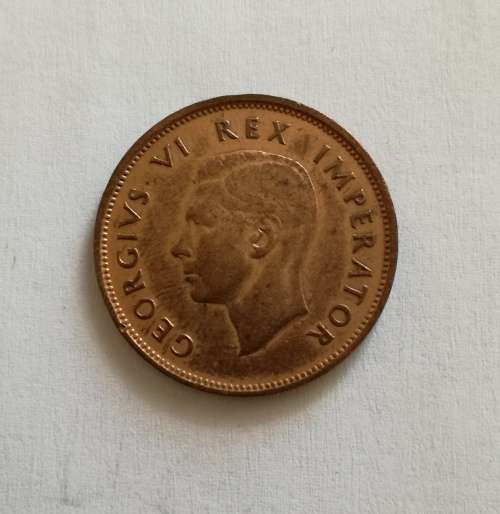 GEORGIVS VI REX IMPERATOR